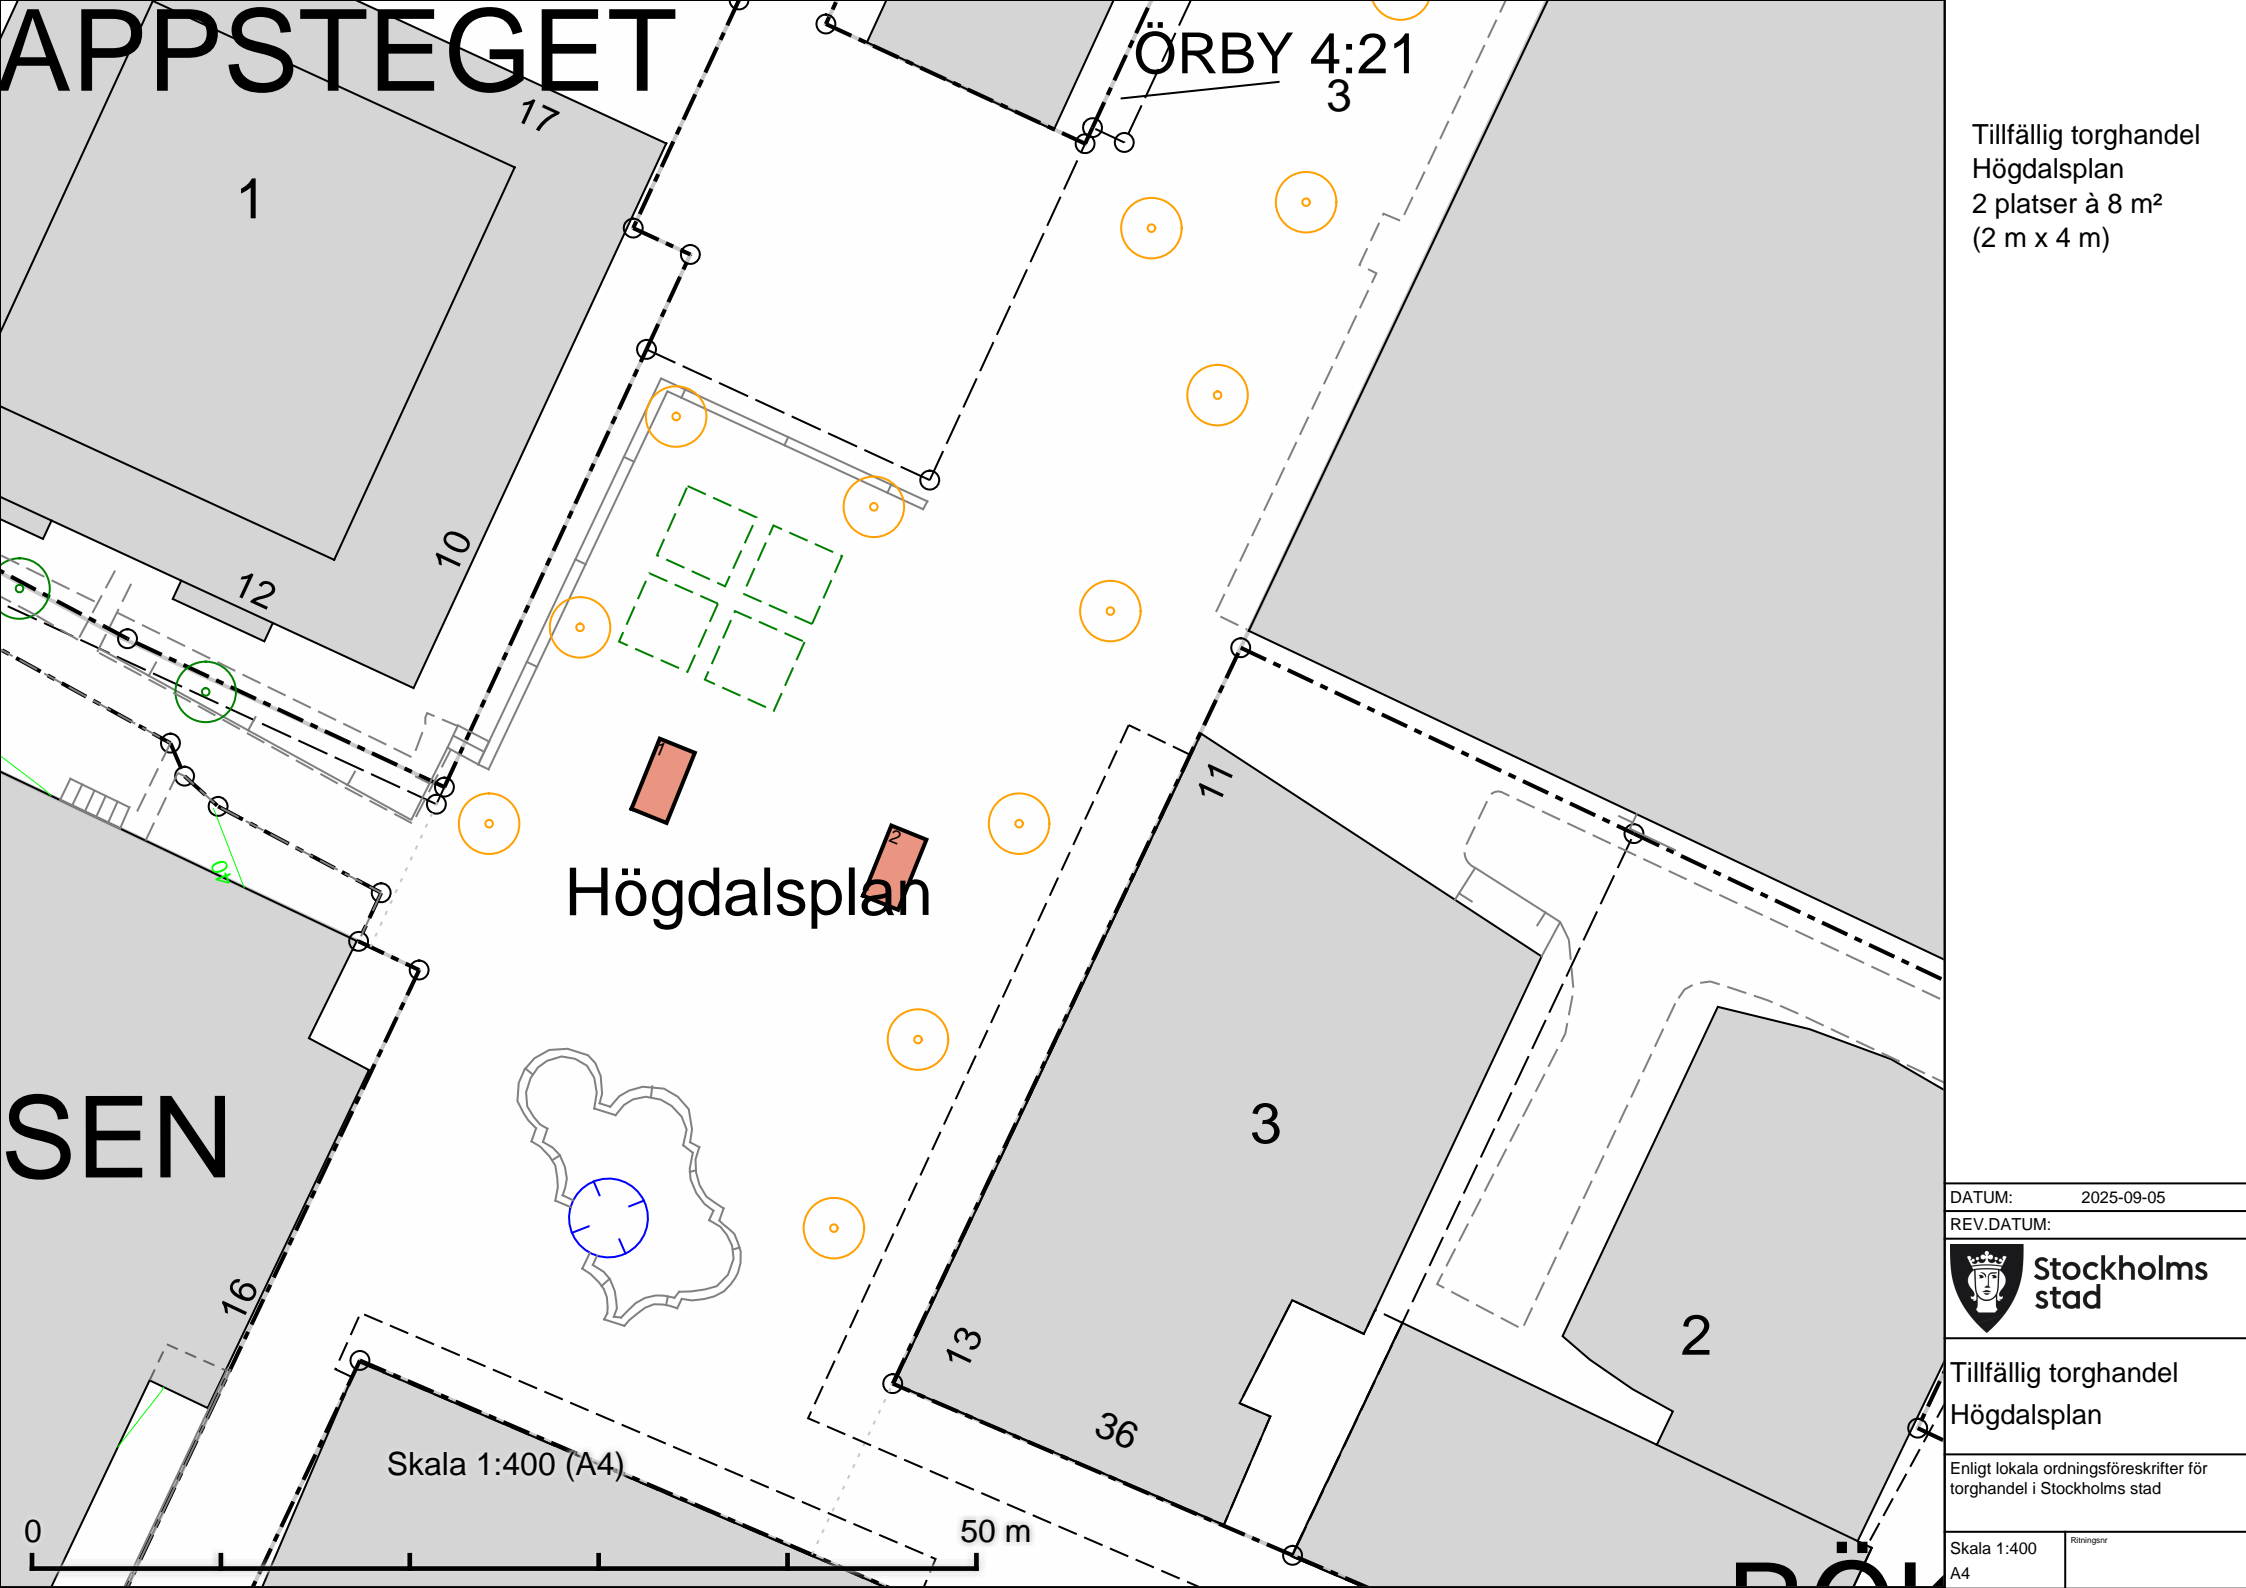 APPSTEGET
ÖRBY 4:21
3
17
1
10
12
11
1
2
Högdalsplan
SEN
16
3
13
36
2
Skala 1:400 (A4)
0
50 m
Tillfällig torghandel
Högdalsplan
2 platser à 8 m²
(2 m x 4 m)
DATUM: 2025-09-05
REV.DATUM:
Stockholms
stad
Tillfällig torghandel
Högdalsplan
Enligt lokala ordningsföreskrifter för
torghandel i Stockholms stad
Skala 1:400
A4
Ritningsnr